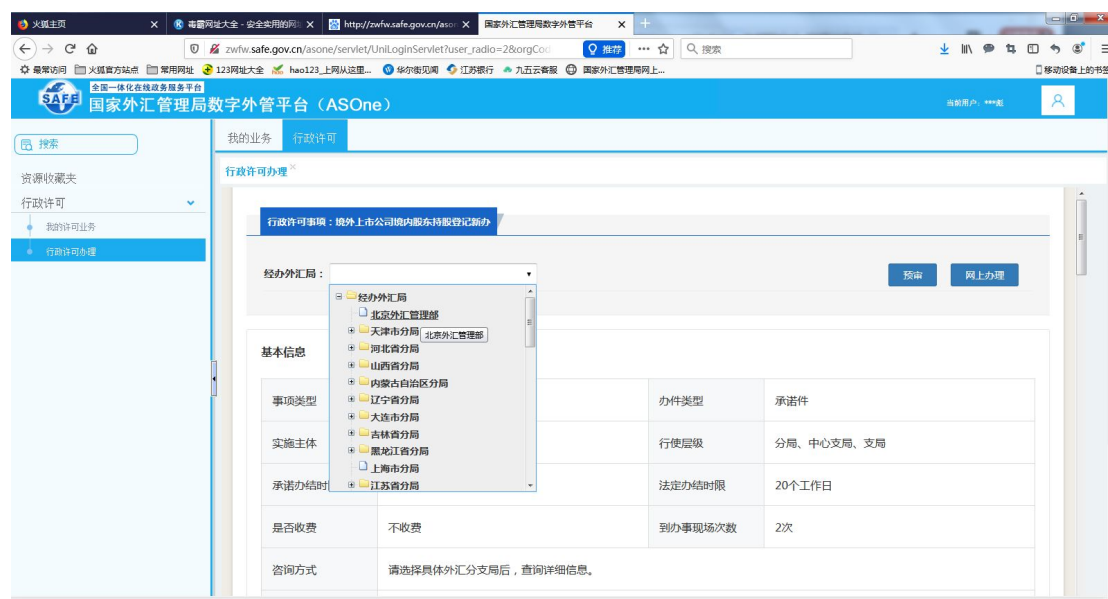 火狐主页
毒霸网址大全 - 安全实用的网
http://zwfw.safe.gov.cn/asoc
国家外汇管理局数字外管平台
zwfw.safe.gov.cn/asone/servlet/UniLoginServlet?user_radio=2&orgCoo
推荐
搜索
最常访问
火狐官方站点
常用网址
123网址大全
hao123_上网从这里...
华尔街见闻
江苏银行
九五云客服
国家外汇管理局网上...
移动设备上的书签
SAFE
全国一体化在线政务服务平台
国家外汇管理局数字外管平台（ASOne）
搜索
资源收藏夹
行政许可
我的许可业务
行政许可办理
我的业务
行政许可
行政许可办理
行政许可事项：境外上市公司境内股东持股登记新办
经办外汇局：
预审
网上办理
经办外汇局
北京外汇管理部
天津市分局
北京外汇管理部
河北省分局
山西省分局
内蒙古自治区分局
辽宁省分局
大连市分局
吉林省分局
黑龙江省分局
上海市分局
江苏省分局
基本信息
事项类型
办件类型
承诺件
实施主体
行使层级
分局、中心支局、支局
承诺办结时
法定办结时限
20个工作日
是否收费
不收费
到办事现场次数
2次
咨询方式
请选择具体外汇分支局后，查询详细信息。